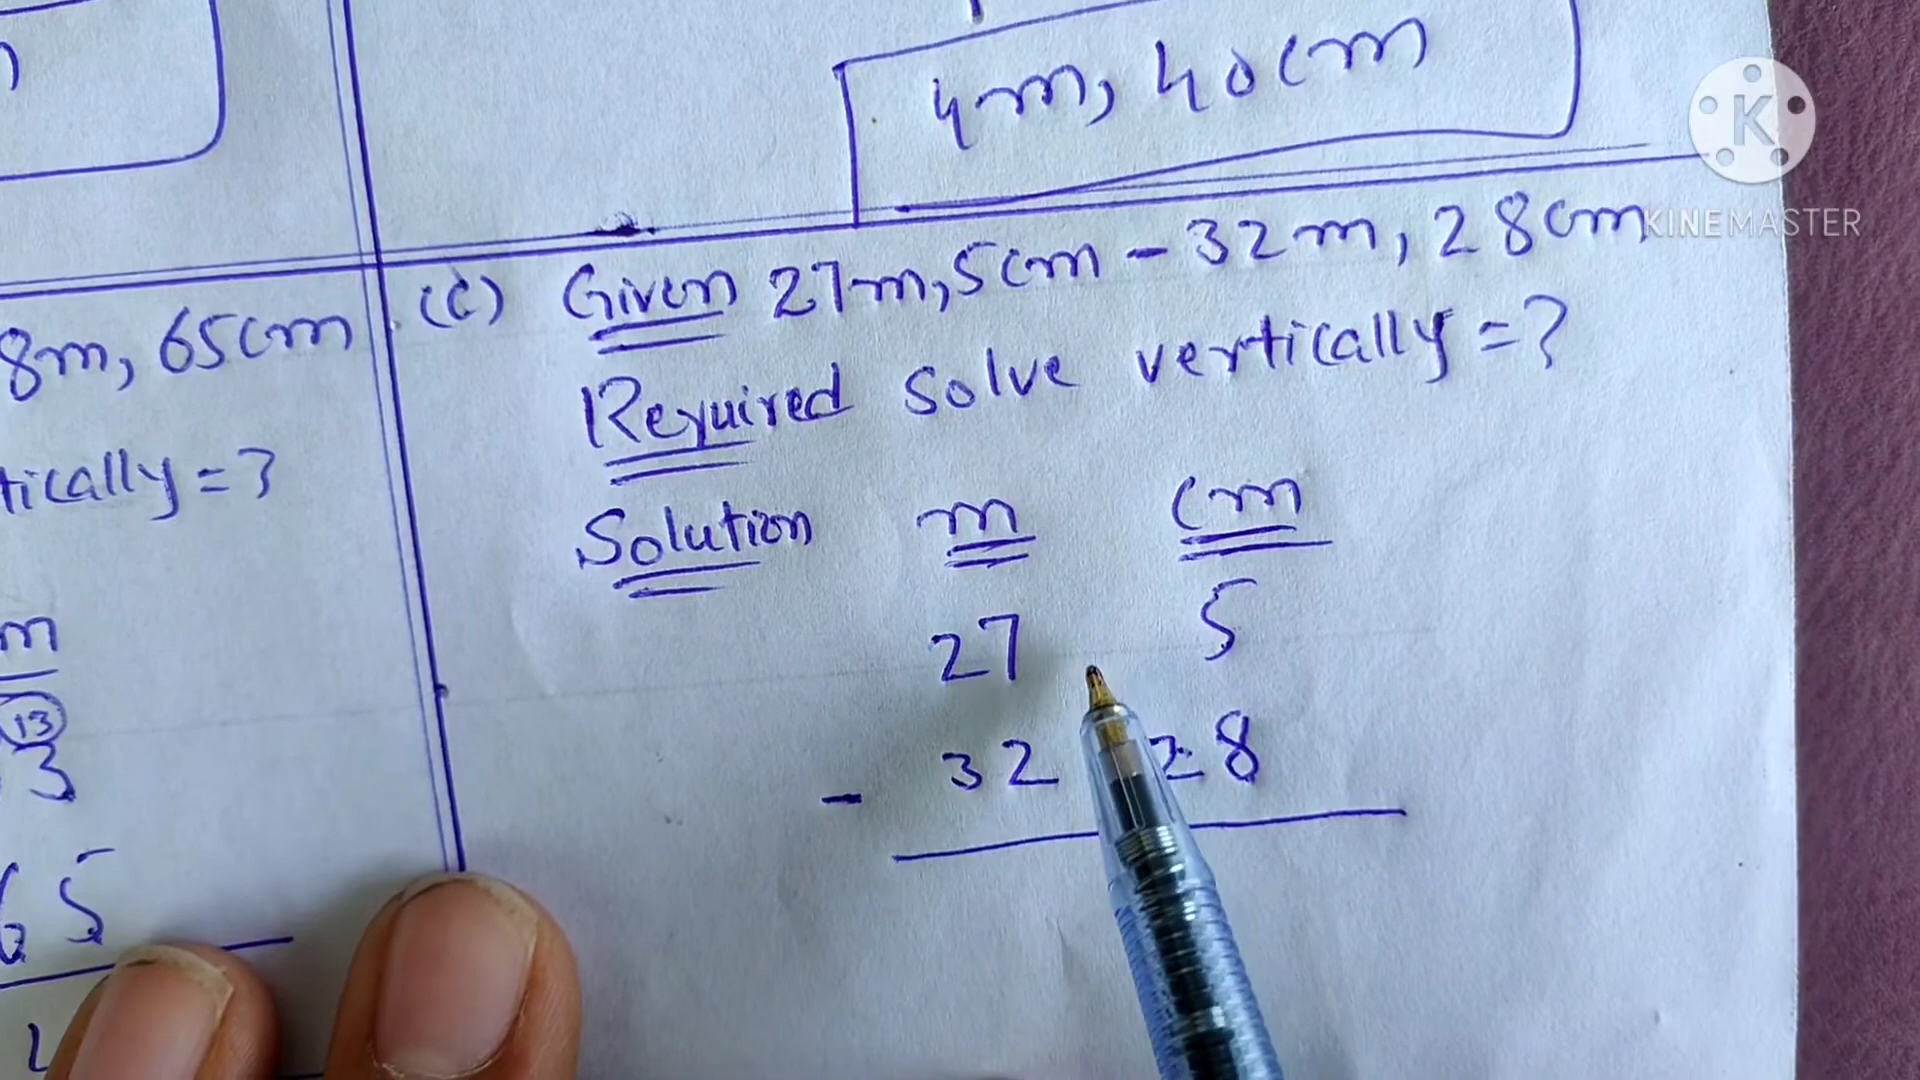 4m, 40cm
K
KINEMASTER
8m, 65cm
tically=?
m
13
3
65
(c) Given 27m, 5cm - 32m, 28cm
Required solve vertically=?
Solution m cm
27 5
- 32 28